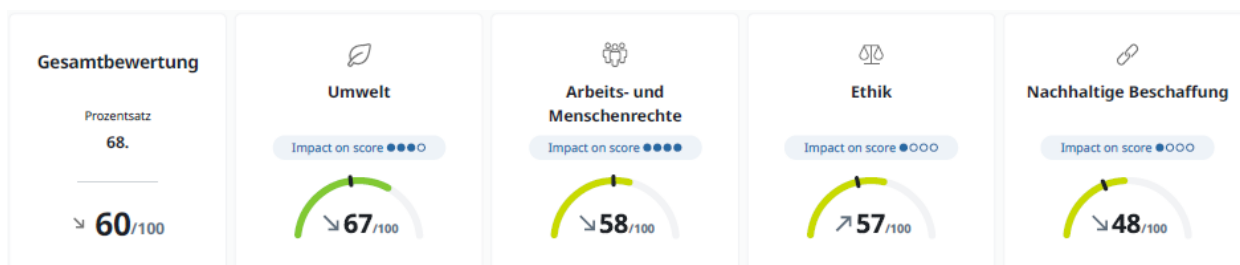 Gesamtbewertung
Prozentsatz
68.
60/100
Umwelt
Impact on score
67/100
Arbeits- und
Menschenrechte
Impact on score
58/100
Ethik
Impact on score
57/100
Nachhaltige Beschaffung
Impact on score
48/100